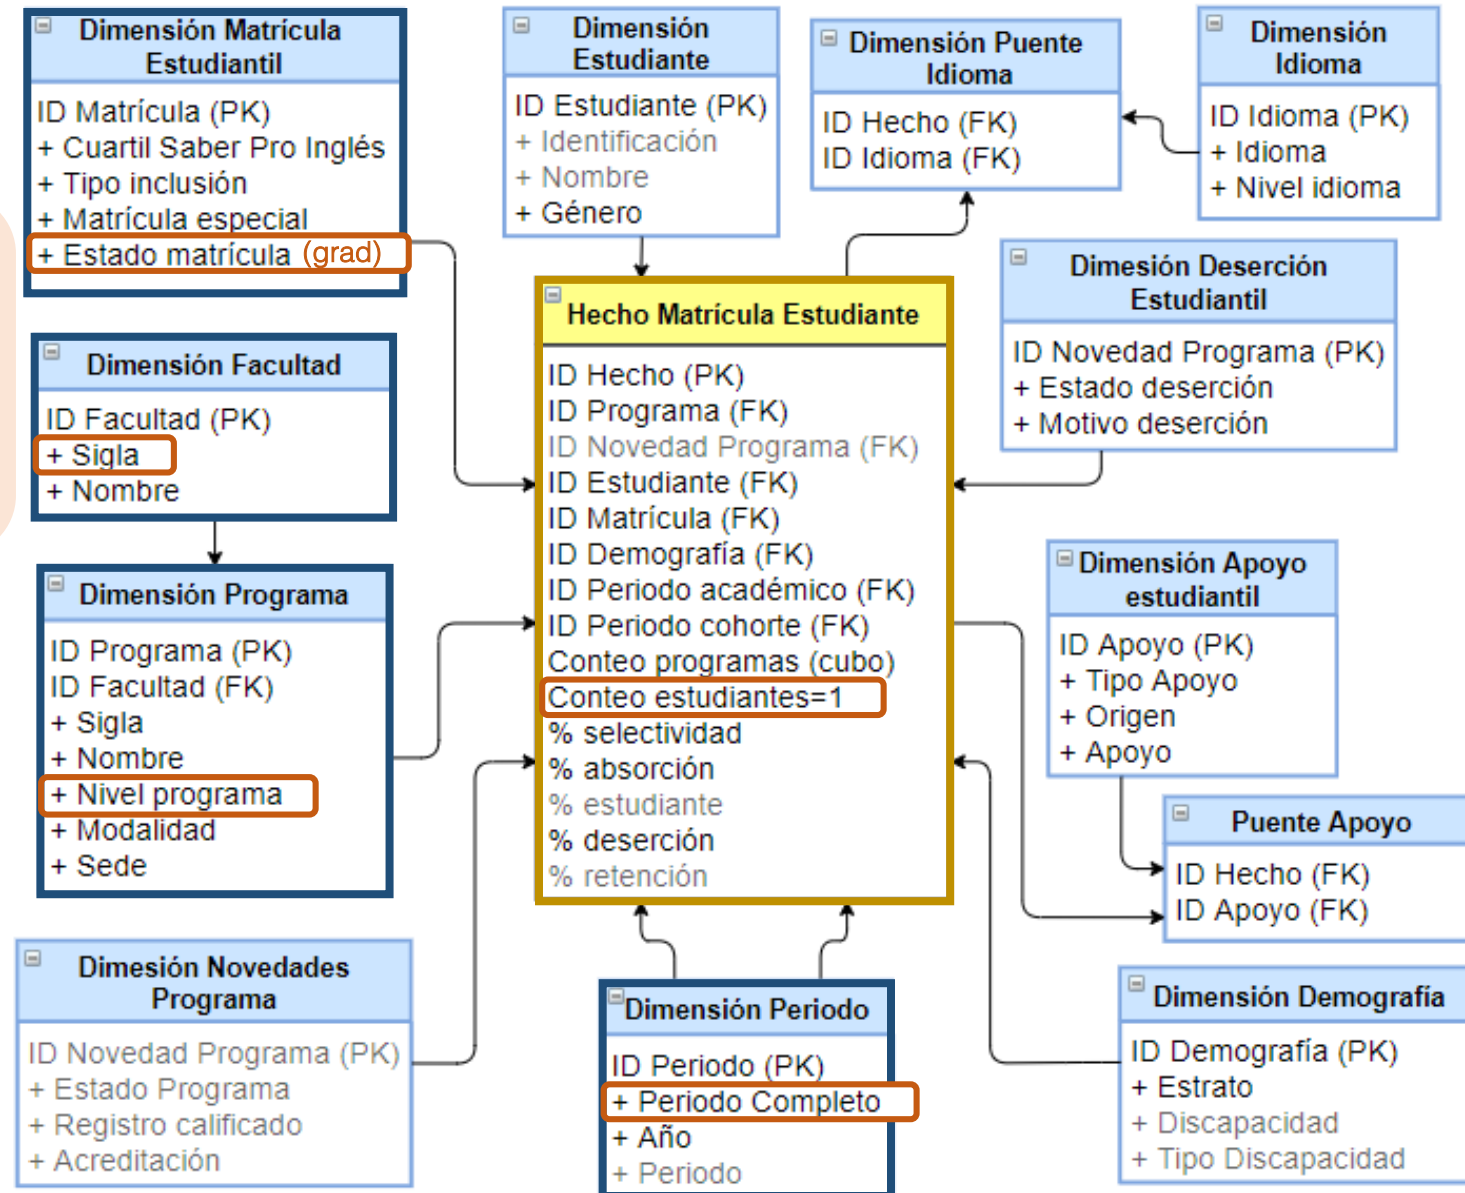 Dimensión Matrícula
Estudiantil
ID Matrícula (PK)
+ Cuartil Saber Pro Inglés
+ Tipo inclusión
+ Matrícula especial
+ Estado matrícula (grad)
Dimensión
Estudiante
ID Estudiante (PK)
+ Identificación
+ Nombre
+ Género
Dimensión Puente
Idioma
ID Hecho (FK)
ID Idioma (FK)
Dimensión
Idioma
ID Idioma (PK)
+ Idioma
+ Nivel idioma
Dimesión Deserción
Estudiantil
ID Novedad Programa (PK)
+ Estado deserción
+ Motivo deserción
Hecho Matrícula Estudiante
ID Hecho (PK)
ID Programa (FK)
ID Novedad Programa (FK)
ID Estudiante (FK)
ID Matrícula (FK)
ID Demografía (FK)
ID Periodo académico (FK)
ID Periodo cohorte (FK)
Conteo programas (cubo)
Conteo estudiantes=1
% selectividad
% absorción
% estudiante
% deserción
% retención
Dimensión Facultad
ID Facultad (PK)
+ Sigla
+ Nombre
Dimensión Programa
ID Programa (PK)
ID Facultad (FK)
+ Sigla
+ Nombre
+ Nivel programa
+ Modalidad
+ Sede
Dimensión Apoyo
estudiantil
ID Apoyo (PK)
+ Tipo Apoyo
+ Origen
+ Apoyo
Puente Apoyo
ID Hecho (FK)
ID Apoyo (FK)
Dimesión Novedades
Programa
ID Novedad Programa (PK)
+ Estado Programa
+ Registro calificado
+ Acreditación
Dimensión Periodo
ID Periodo (PK)
+ Periodo Completo
+ Año
+ Periodo
Dimensión Demografía
ID Demografía (PK)
+ Estrato
+ Discapacidad
+ Tipo Discapacidad